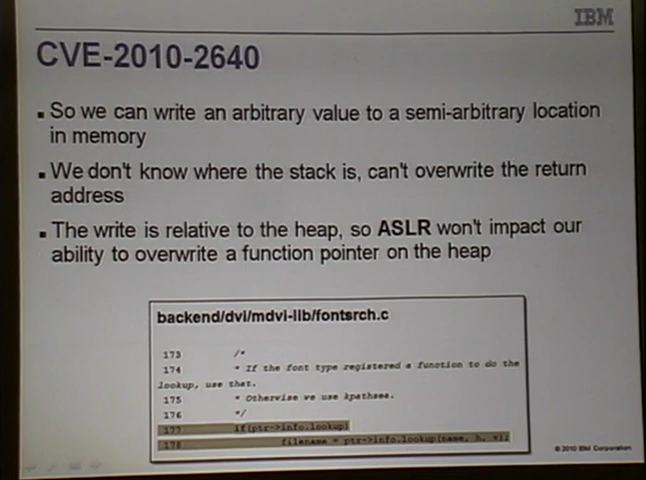 IBM
CVE-2010-2640
▪ So we can write an arbitrary value to a semi-arbitrary location
in memory
▪ We don't know where the stack is, can't overwrite the return
address
▪ The write is relative to the heap, so ASLR won't impact our
ability to overwrite a function pointer on the heap
backend/dvi/mdvi-lib/fontsrch.c
173 /*
174 * If the font type registered a function to do the
lookup, use that.
175 * Otherwise we use kpathsea.
176 */
177 if(ptr->info.lookup)
178 filename = ptr->info.lookup(name, h, v);
© 2010 IBM Corporation